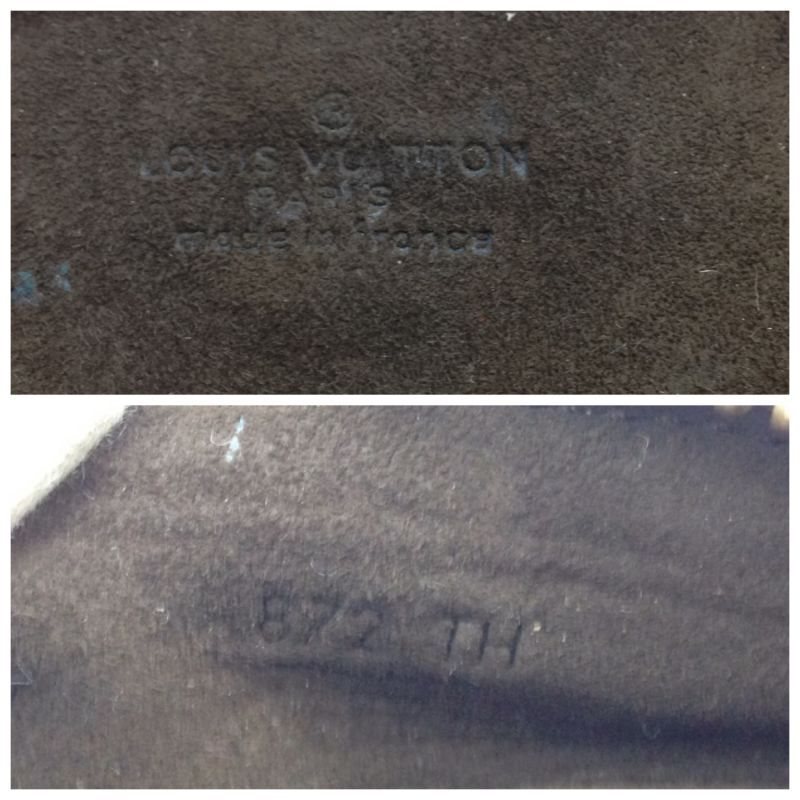 ®
LOUIS VUITTON
PARIS
made in france
872 TH